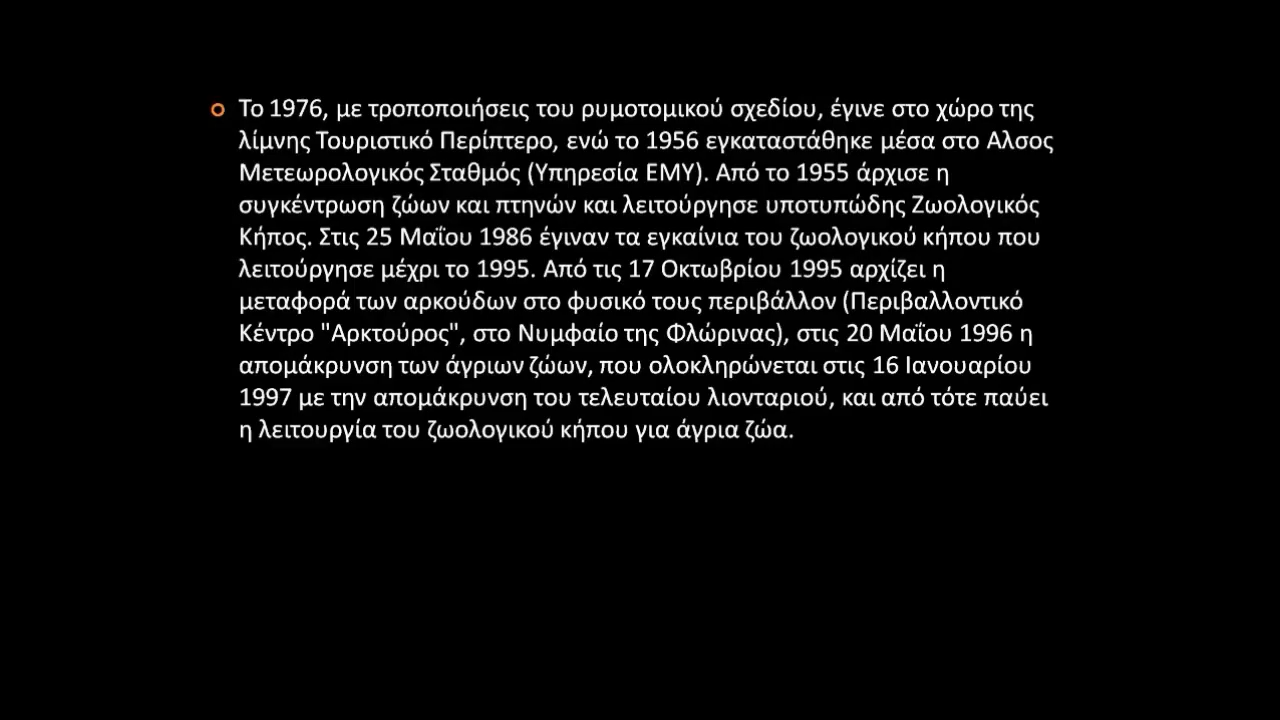 Το 1976, με τροποποιήσεις του ρυμοτομικού σχεδίου, έγινε στο χώρο της
λίμνης Τουριστικό Περίπτερο, ενώ το 1956 εγκαταστάθηκε μέσα στο Αλσος
Μετεωρολογικός Σταθμός (Υπηρεσία ΕΜΥ). Από το 1955 άρχισε η
συγκέντρωση ζώων και πτηνών και λειτούργησε υποτυπώδης Ζωολογικός
Κήπος. Στις 25 Μαΐου 1986 έγιναν τα εγκαίνια του ζωολογικού κήπου που
λειτούργησε μέχρι το 1995. Από τις 17 Οκτωβρίου 1995 αρχίζει η
μεταφορά των αρκούδων στο φυσικό τους περιβάλλον (Περιβαλλοντικό
Κέντρο "Αρκτούρος", στο Νυμφαίο της Φλώρινας), στις 20 Μαΐου 1996 η
απομάκρυνση των άγριων ζώων, που ολοκληρώνεται στις 16 Ιανουαρίου
1997 με την απομάκρυνση του τελευταίου λιονταριού, και από τότε παύει
η λειτουργία του ζωολογικού κήπου για άγρια ζώα.